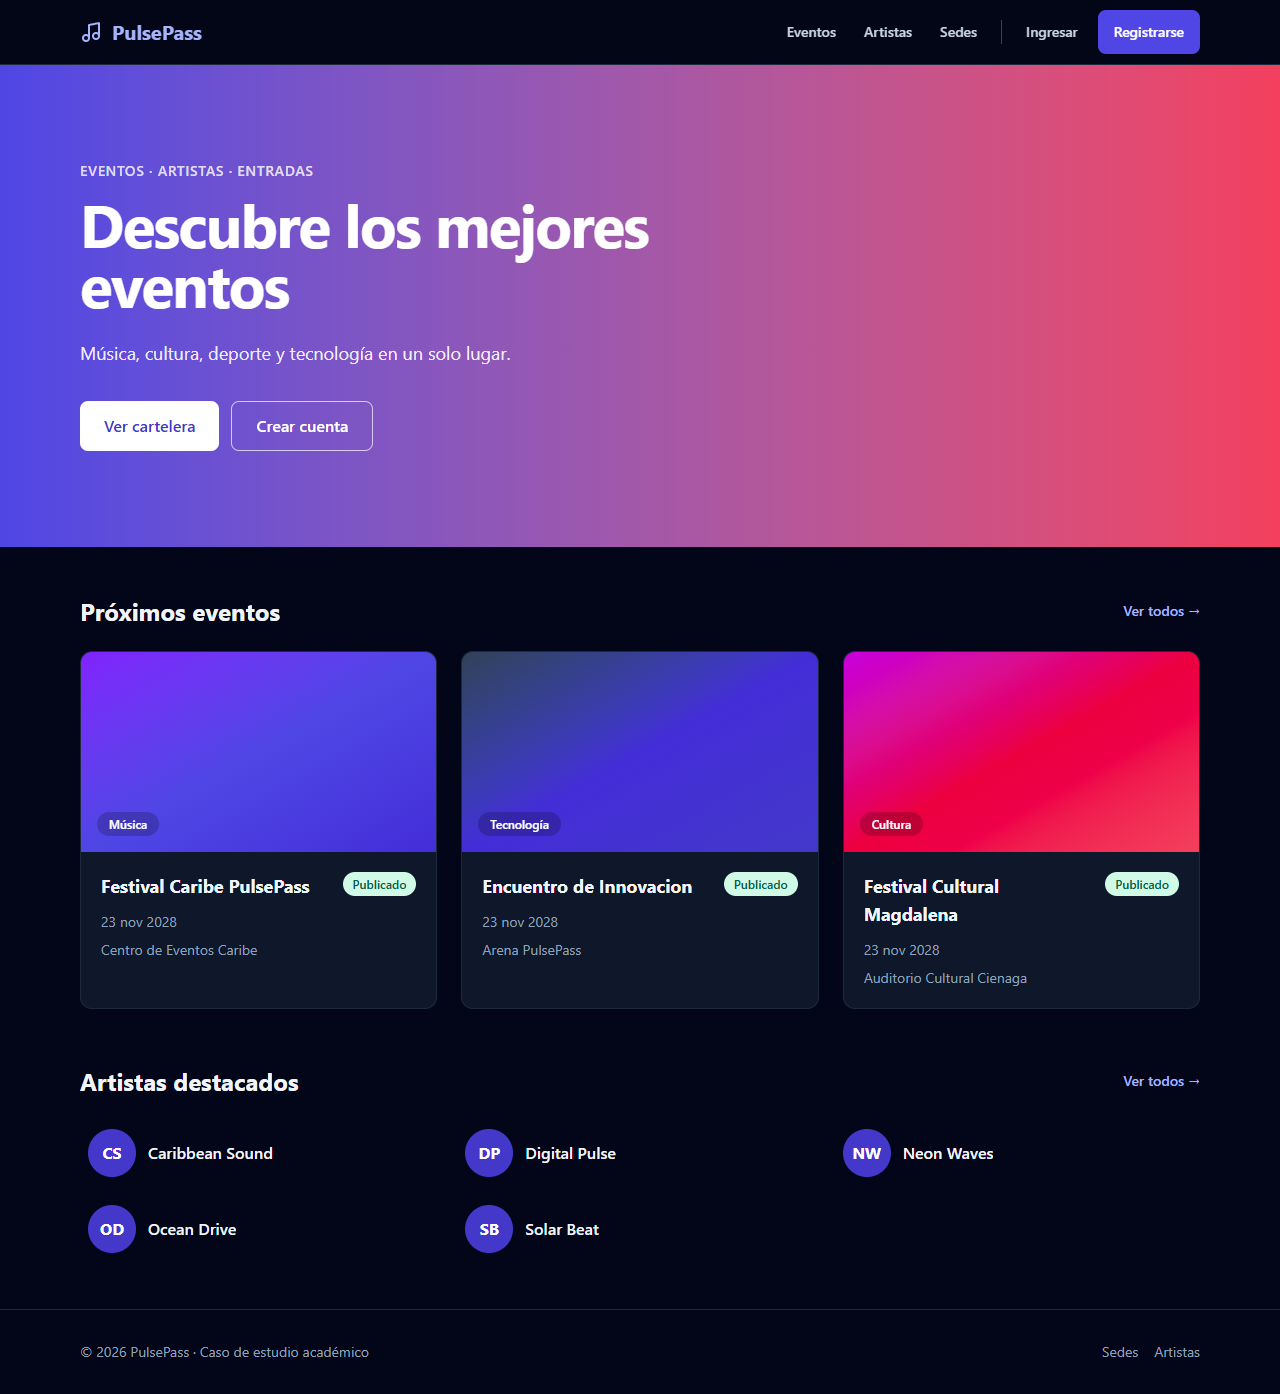 PulsePass
Eventos
Artistas
Sedes
Ingresar
Registrarse
EVENTOS · ARTISTAS · ENTRADAS
Descubre los mejores
eventos
Música, cultura, deporte y tecnología en un solo lugar.
Ver cartelera
Crear cuenta
Próximos eventos
Ver todos →
Música
Festival Caribe PulsePass
Publicado
23 nov 2028
Centro de Eventos Caribe
Tecnología
Encuentro de Innovacion
Publicado
23 nov 2028
Arena PulsePass
Cultura
Festival Cultural
Magdalena
Publicado
23 nov 2028
Auditorio Cultural Cienaga
Artistas destacados
Ver todos →
CS
Caribbean Sound
DP
Digital Pulse
NW
Neon Waves
OD
Ocean Drive
SB
Solar Beat
© 2026 PulsePass · Caso de estudio académico
Sedes
Artistas